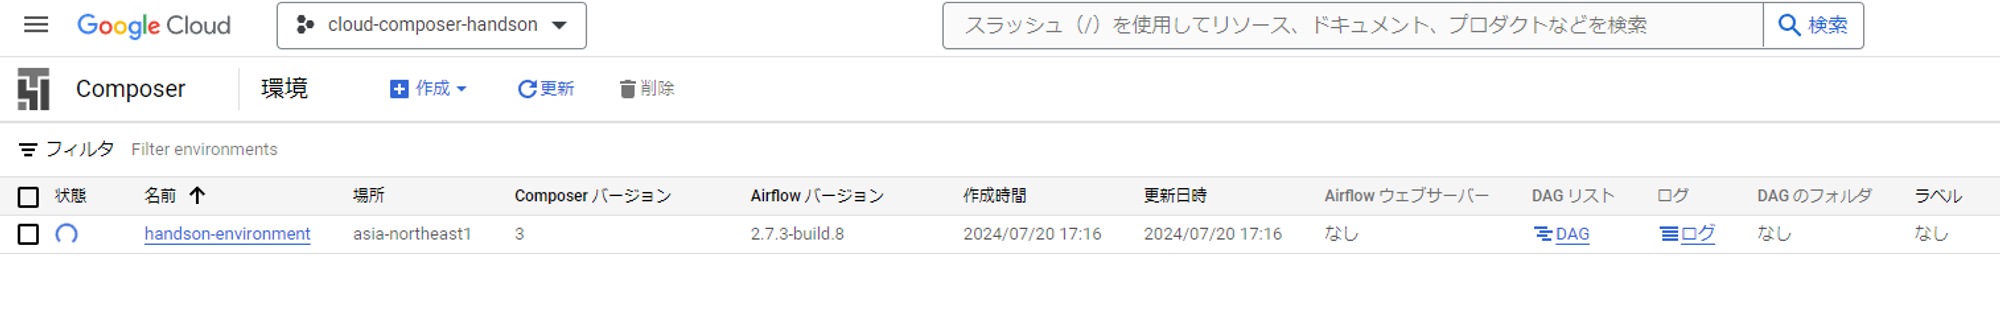 Google Cloud cloud-composer-handson スラッシュ（/）を使用してリソース、ドキュメント、プロダクトなどを検索 検索
Composer 環境 作成 更新 削除
フィルタ Filter environments
状態 名前 場所 Composer バージョン Airflow バージョン 作成時間 更新日時 Airflow ウェブサーバー DAG リスト ログ DAG のフォルダ ラベル
handson-environment asia-northeast1 3 2.7.3-build.8 2024/07/20 17:16 2024/07/20 17:16 なし DAG ログ なし なし